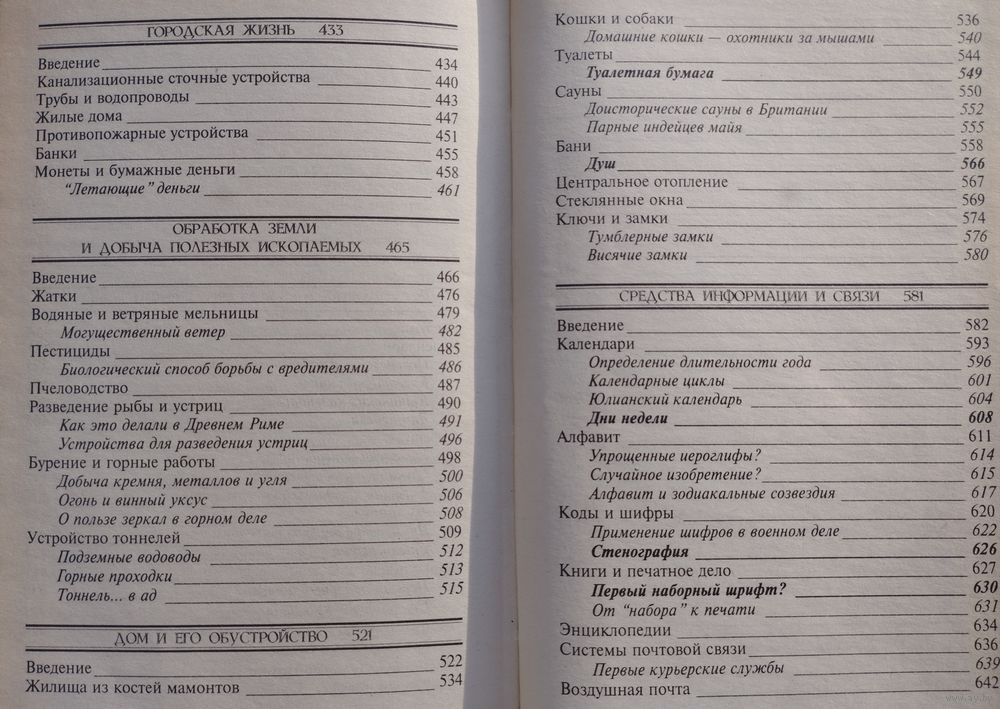 ГОРОДСКАЯ ЖИЗНЬ 433
Введение 434
Канализационные сточные устройства 440
Трубы и водопроводы 443
Жилые дома 447
Противопожарные устройства 451
Банки 455
Монеты и бумажные деньги 458
“Летающие” деньги 461
ОБРАБОТКА ЗЕМЛИ
И ДОБЫЧА ПОЛЕЗНЫХ ИСКОПАЕМЫХ 465
Введение 466
Жатки 476
Водяные и ветряные мельницы 479
Могущественный ветер 482
Пестициды 485
Биологический способ борьбы с вредителями 486
Пчеловодство 487
Разведение рыбы и устриц 490
Как это делали в Древнем Риме 491
Устройства для разведения устриц 496
Бурение и горные работы 498
Добыча кремня, металлов и угля 500
Огонь и винный уксус 506
О пользе зеркал в горном деле 508
Устройство тоннелей 509
Подземные водоводы 512
Горные проходки 513
Тоннель... в ад 515
ДОМ И ЕГО ОБУСТРОЙСТВО 521
Введение 522
Жилища из костей мамонтов 534
Кошки и собаки 536
Домашние кошки — охотники за мышами 540
Туалеты 544
Туалетная бумага 549
Сауны 550
Доисторические сауны в Британии 552
Парные индейцев майя 555
Бани 558
Душ 566
Центральное отопление 567
Стеклянные окна 569
Ключи и замки 574
Тумблерные замки 576
Висячие замки 580
СРЕДСТВА ИНФОРМАЦИИ И СВЯЗИ 581
Введение 582
Календари 593
Определение длительности года 596
Календарные циклы 601
Юлианский календарь 604
Дни недели 608
Алфавит 611
Упрощенные иероглифы? 614
Случайное изобретение? 615
Алфавит и зодиакальные созвездия 617
Коды и шифры 620
Применение шифров в военном деле 622
Стенография 626
Книги и печатное дело 627
Первый наборный шрифт? 630
От “набора” к печати 631
Энциклопедии 634
Системы почтовой связи 636
Первые курьерские службы 639
Воздушная почта 642